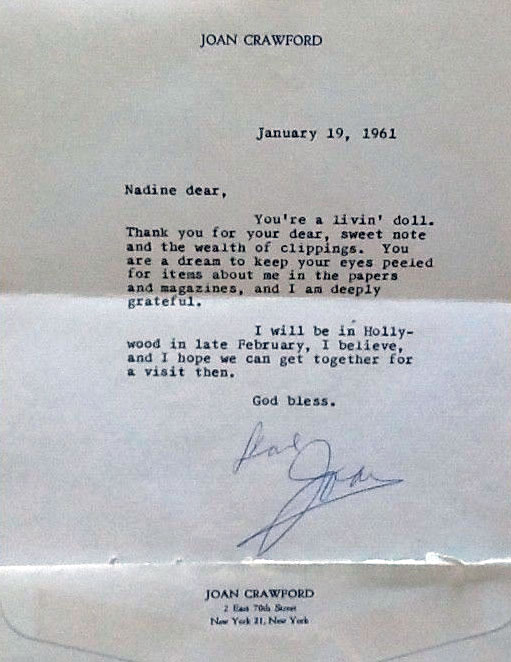 JOAN CRAWFORD
January 19, 1961
Nadine dear,
You're a livin' doll.
Thank you for your dear, sweet note
and the wealth of clippings. You
are a dream to keep your eyes peeled
for items about me in the papers
and magazines, and I am deeply
grateful.
I will be in Holly-
wood in late February, I believe,
and I hope we can get together for
a visit then.
God bless.
Joan
JOAN CRAWFORD
2 East 70th Street
New York 21, New York